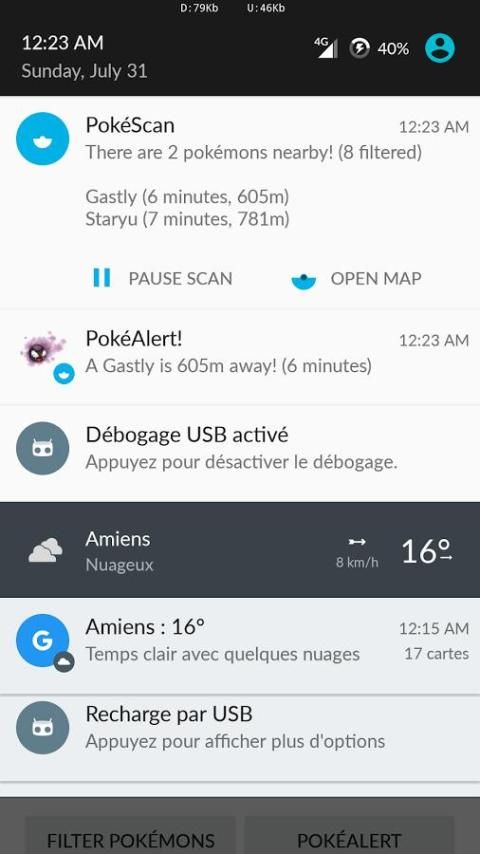 D:79Kb U:46Kb
12:23 AM 4G 40%
Sunday, July 31
PokéScan 12:23 AM
There are 2 pokémons nearby! (8 filtered)
Gastly (6 minutes, 605m)
Staryu (7 minutes, 781m)
PAUSE SCAN OPEN MAP
PokéAlert! 12:23 AM
A Gastly is 605m away! (6 minutes)
Débogage USB activé
Appuyez pour désactiver le débogage.
Amiens 16°
Nuageux 8 km/h
Amiens : 16° 12:15 AM
G
Temps clair avec quelques nuages 17 cartes
Recharge par USB
Appuyez pour afficher plus d'options
FILTER POKÉMONS POKÉALERT